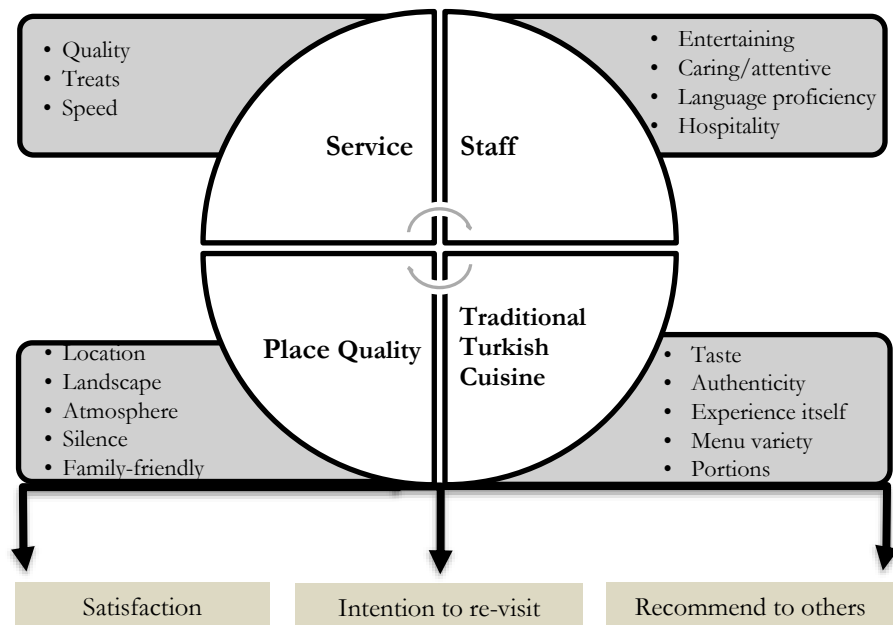 • Quality
• Treats
• Speed
• Entertaining
• Caring/attentive
• Language proficiency
• Hospitality
Service
Staff
Place Quality
Traditional
Turkish
Cuisine
• Location
• Landscape
• Atmosphere
• Silence
• Family-friendly
• Taste
• Authenticity
• Experience itself
• Menu variety
• Portions
Satisfaction
Intention to re-visit
Recommend to others